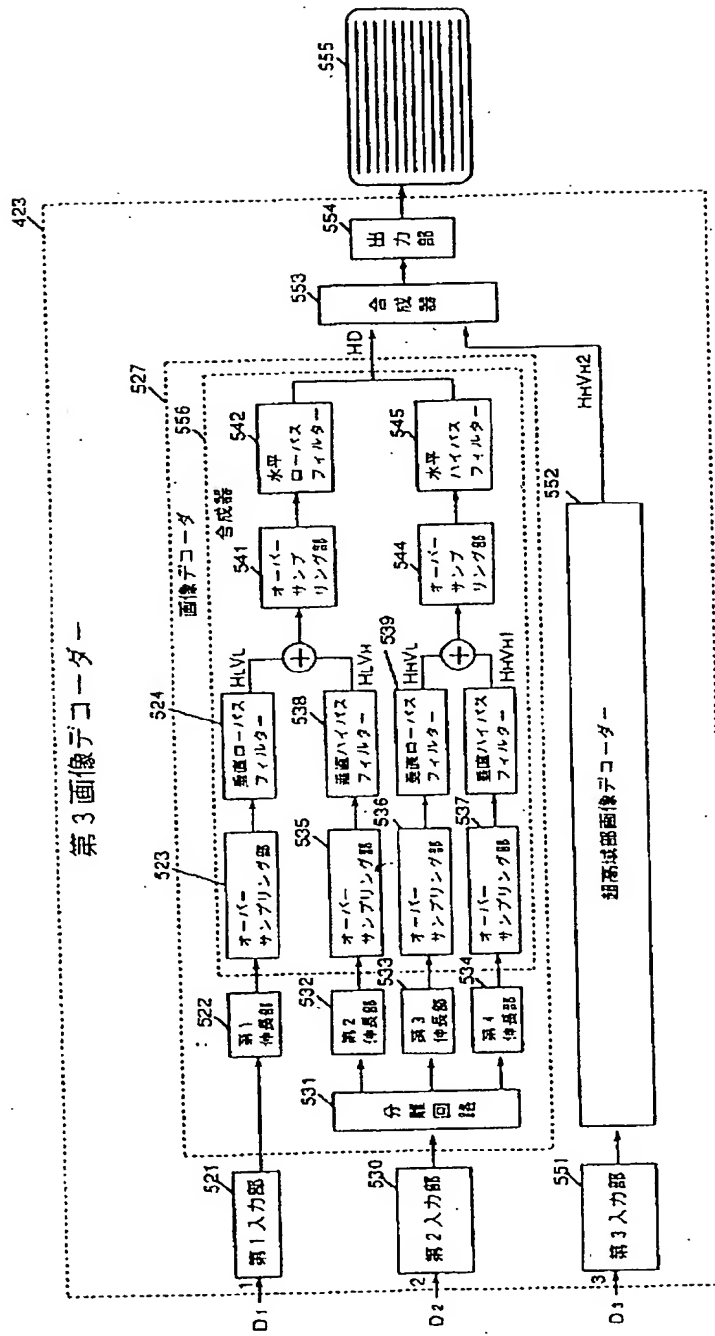 第3画像デコーダー
423
527
画像デコーダ
556
合成器
D1
1
521
第1入力部
522
第1
伸長部
523
オーバー
サンプリング部
524
垂直ローパス
フィルター
HLVL
541
オーバー
サンプ
リング部
542
水平
ローパス
フィルター
HD
D2
2
530
第2入力部
531
分離回路
532
第2
伸長部
535
オーバー
サンプリング部
538
垂直ハイパス
フィルター
HLVH
533
第3
伸長部
536
オーバー
サンプリング部
539
垂直ローパス
フィルター
HHVL
534
第4
伸長部
537
オーバー
サンプリング部
垂直ハイパス
フィルター
HHVH1
544
オーバー
サンプ
リング部
545
水平
ハイパス
フィルター
D3
3
551
第3入力部
552
超高域部画像デコーダー
HHVH2
553
合成器
554
出力部
555